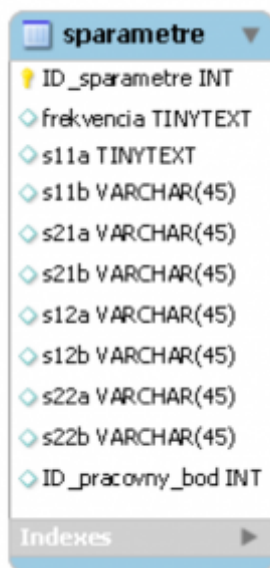 sparametre
ID_sparametre INT
frekvencia TINYTEXT
s11a TINYTEXT
s11b VARCHAR(45)
s21a VARCHAR(45)
s21b VARCHAR(45)
s12a VARCHAR(45)
s12b VARCHAR(45)
s22a VARCHAR(45)
s22b VARCHAR(45)
ID_pracovny_bod INT
Indexes